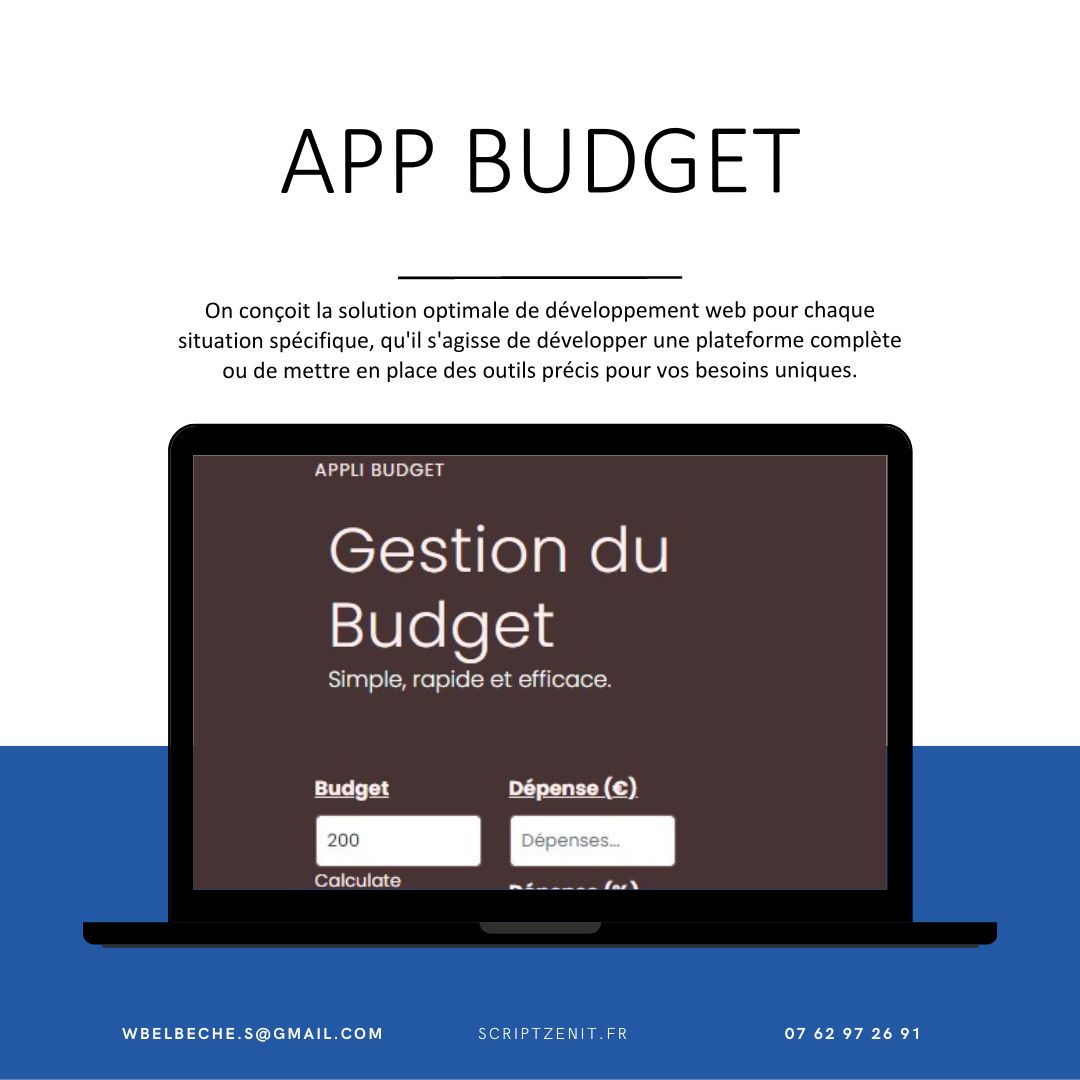 APP BUDGET
On conçoit la solution optimale de développement web pour chaque
situation spécifique, qu'il s'agisse de développer une plateforme complète
ou de mettre en place des outils précis pour vos besoins uniques.
APPLI BUDGET
Gestion du
Budget
Simple, rapide et efficace.
Budget Dépense (€)
200 Dépenses...
Calculate
Dépense (%)
WBELBECHE.S@GMAIL.COM SCRIPTZENIT.FR 07 62 97 26 91